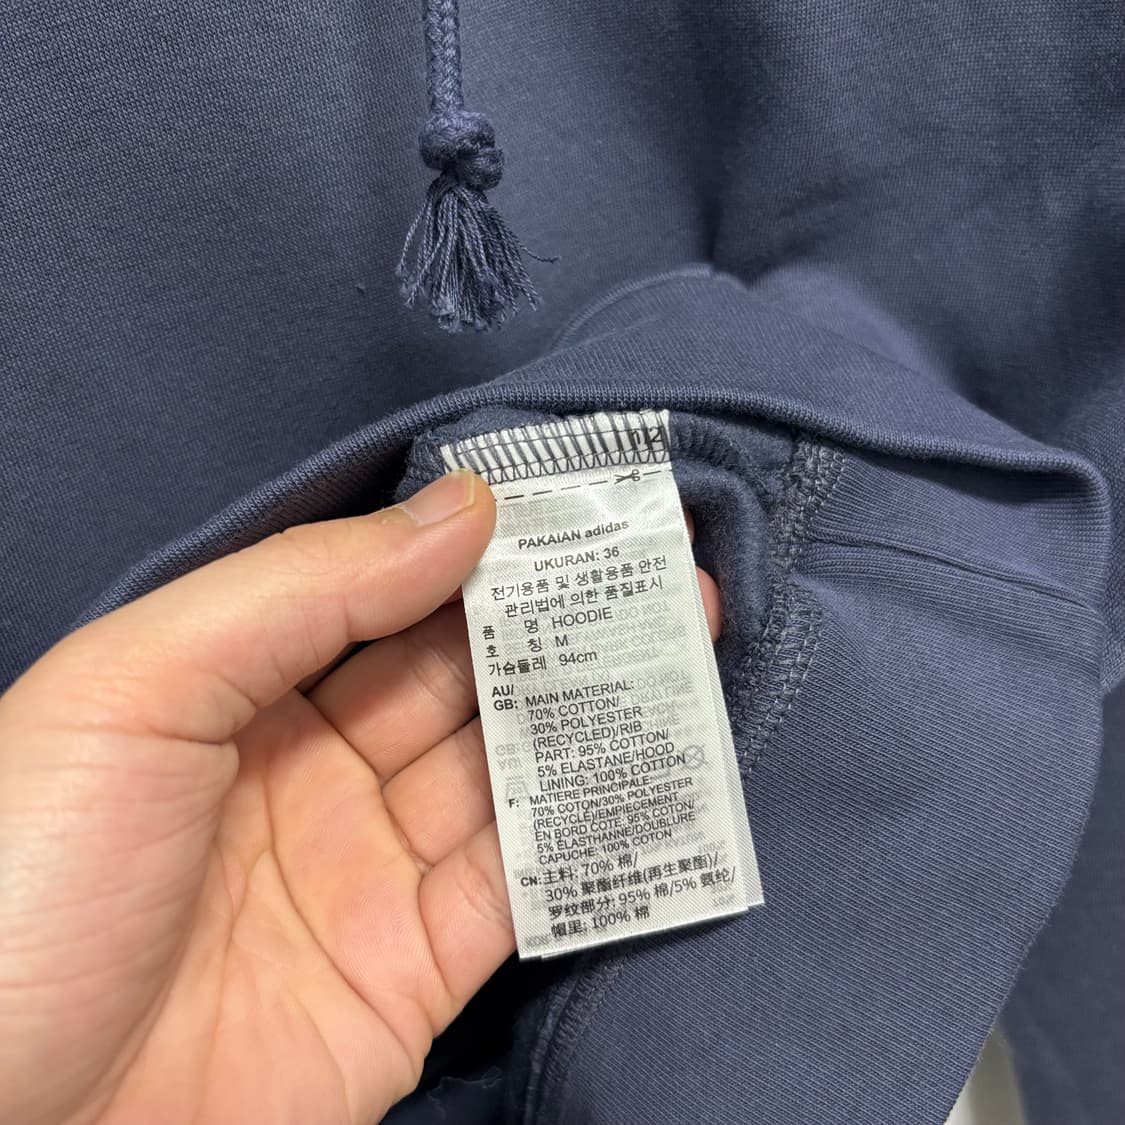 PAKAIAN adidas
UKURAN: 36
전기용품 및 생활용품 안전
관리법에 의한 품질표시
품 명 HOODIE
호 칭 M
가슴둘레 94cm
AU/
GB: MAIN MATERIAL:
70% COTTON/
30% POLYESTER
(RECYCLED)/RIB
PART: 95% COTTON/
5% ELASTANE/HOOD
LINING: 100% COTTON
F: MATIERE PRINCIPALE:
70% COTON/30% POLYESTER
(RECYCLE)/EMPIECEMENT
EN BORD COTE: 95% COTON/
5% ELASTHANNE/DOUBLURE
CAPUCHE: 100% COTON
CN: 主料: 70% 棉/
30% 聚酯纤维(再生聚酯)/
罗纹部分: 95% 棉/5% 氨纶/
帽里: 100% 棉